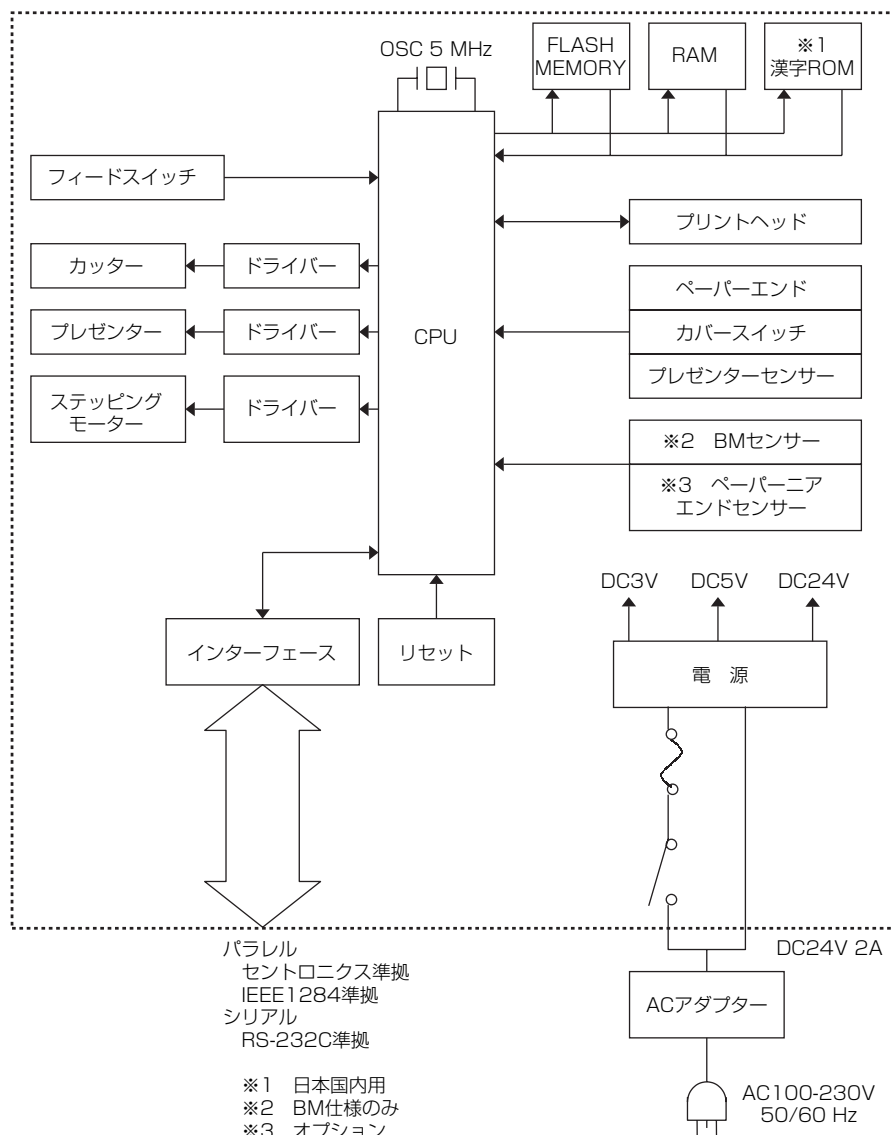 OSC 5 MHz
FLASH
MEMORY
RAM
※1
漢字ROM
フィードスイッチ
プリントヘッド
カッター
ドライバー
ペーパーエンド
プレゼンター
ドライバー
CPU
カバースイッチ
プレゼンターセンサー
ステッピング
モーター
ドライバー
※2　BMセンサー
※3　ペーパーニア
エンドセンサー
DC3V
DC5V
DC24V
インターフェース
リセット
電　源
パラレル
セントロニクス準拠
IEEE1284準拠
シリアル
RS-232C準拠
DC24V 2A
ACアダプター
※1　日本国内用
※2　BM仕様のみ
※3　オプション
AC100-230V
50/60 Hz